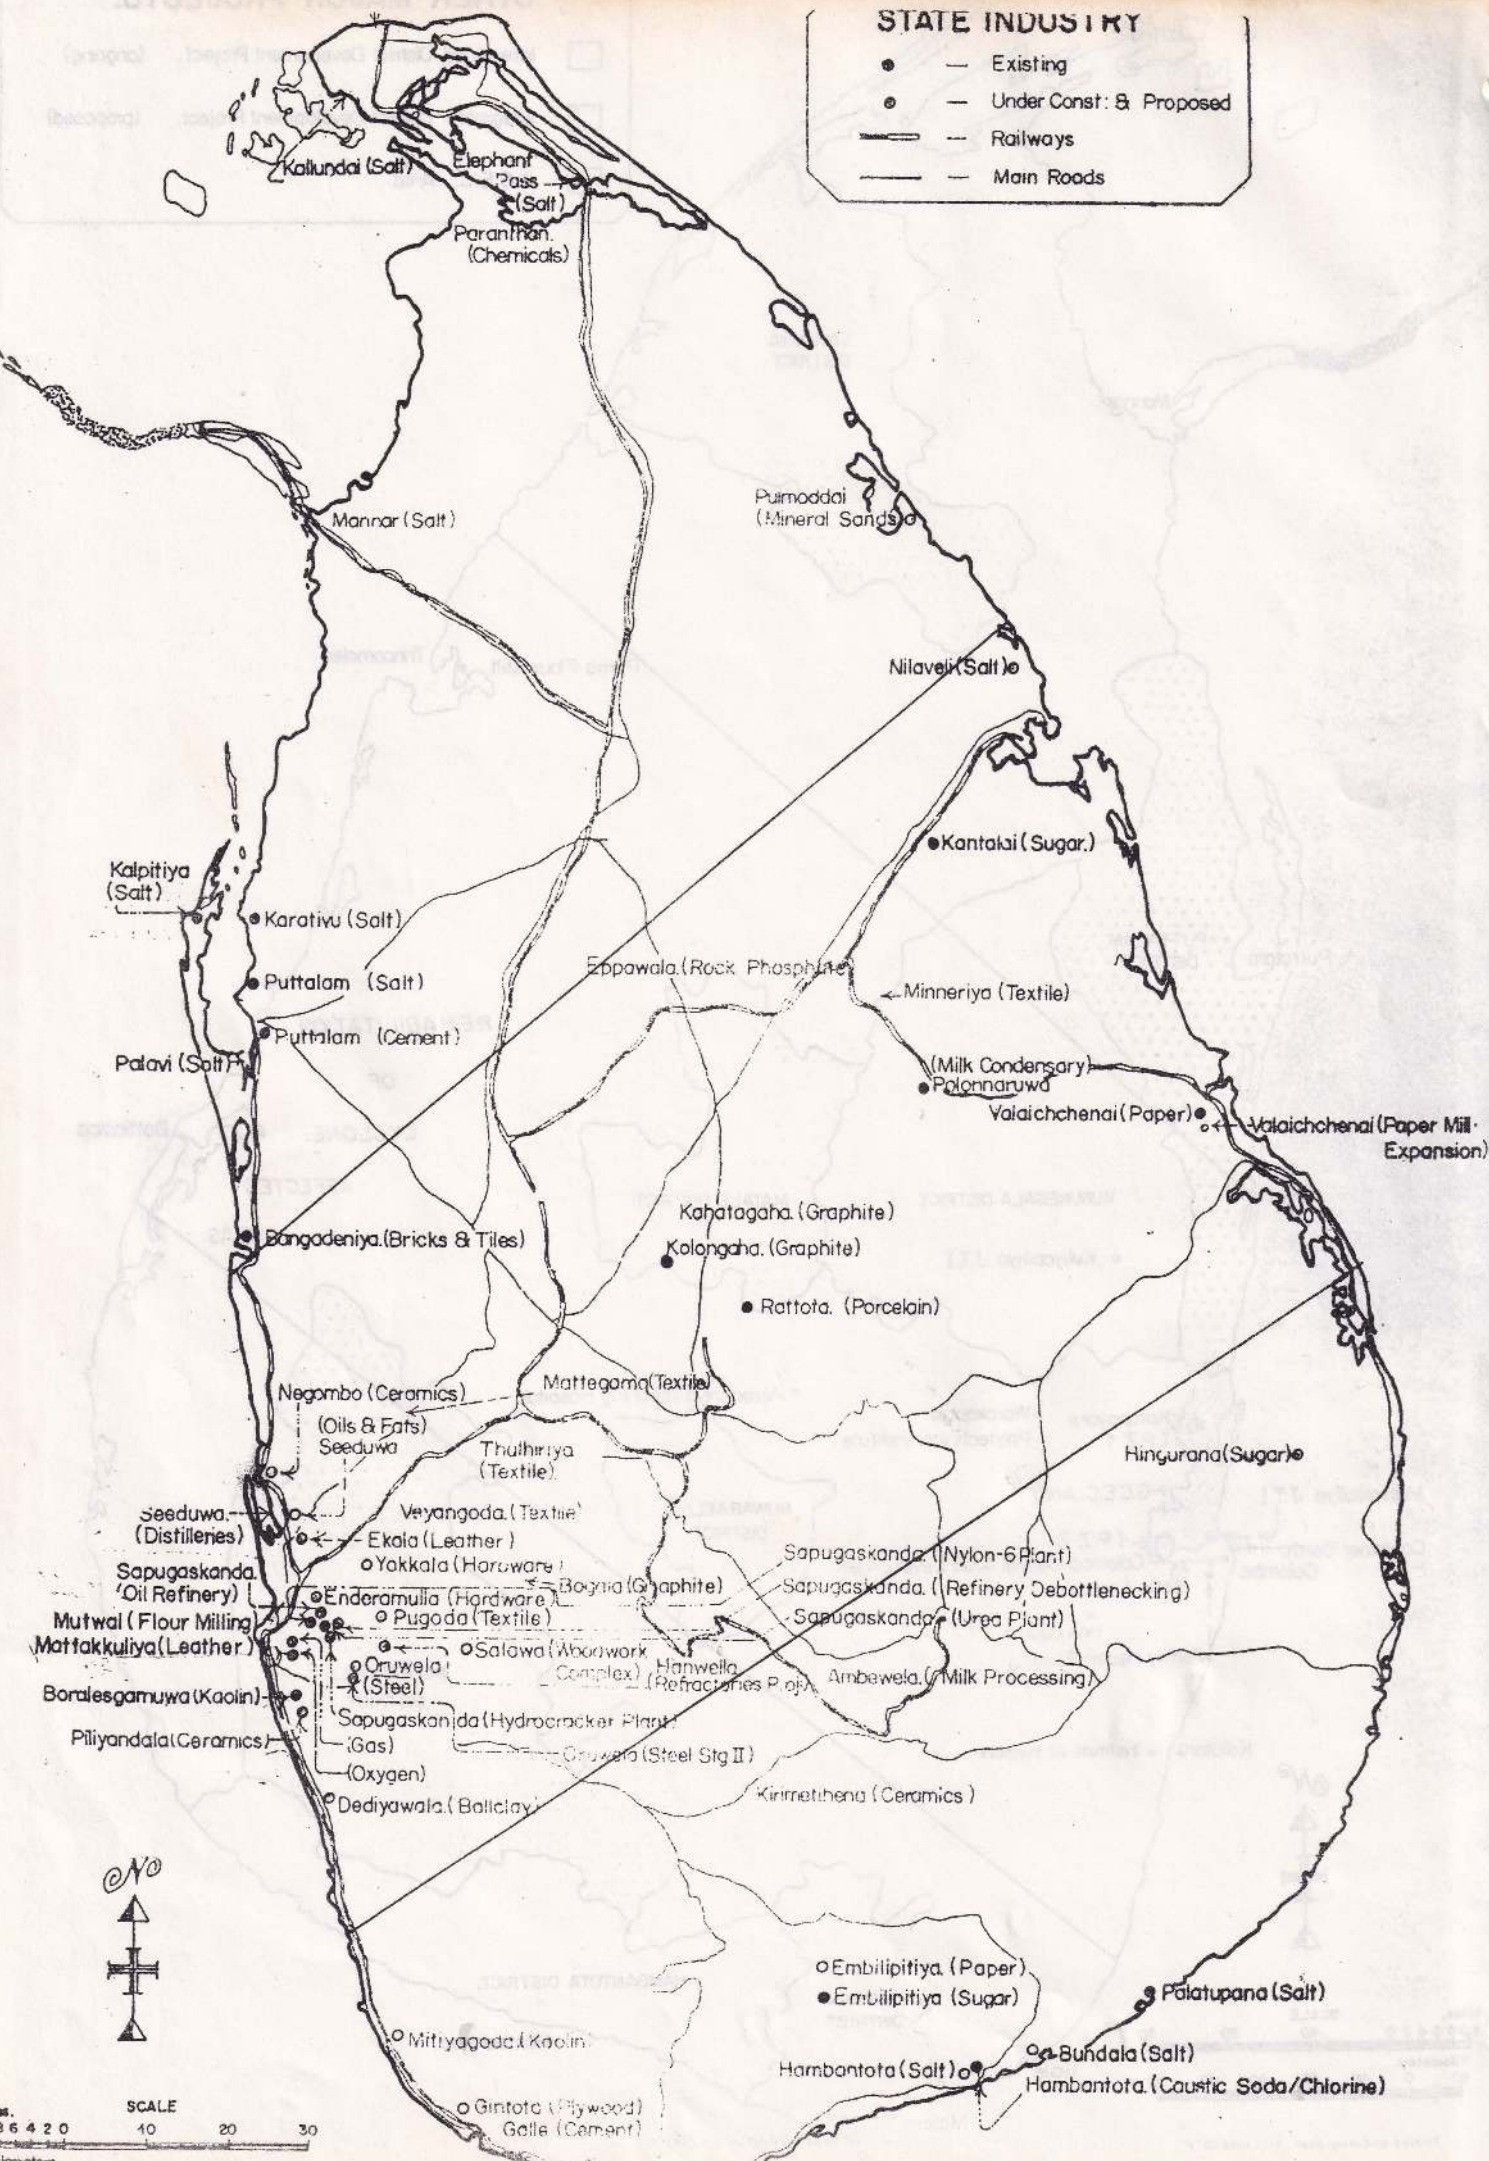 STATE INDUSTRY
Existing
Under Const: & Proposed
Railways
Main Roads
Kallundai (Salt)
Elephant
Pass
(Salt)
Paranthan.
(Chemicals)
Mannar (Salt)
Pulmoddai
(Mineral Sands)
Nilaveli (Salt)
Kantalai (Sugar.)
Kalpitiya
(Salt)
Karativu (Salt)
Puttalam (Salt)
Eppawala. (Rock Phosphate)
Minneriya (Textile)
Puttalam (Cement)
Palavi (Salt)
(Milk Condensary)
Polonnaruwa
Valaichchenai (Paper)
Valaichchenai (Paper Mill
Expansion)
Kahatagaha. (Graphite)
Bangadeniya. (Bricks & Tiles)
Kolongaha. (Graphite)
Rattota. (Porcelain)
Negombo (Ceramics)
Mattegama (Textile)
(Oils & Fats)
Seeduwa
Thulhiriya
(Textile)
Hingurana (Sugar)
Seeduwa.
(Distilleries)
Veyangoda. (Textile)
Ekala (Leather)
Yakkala (Hardware)
Sapugaskanda. (Nylon-6 Plant)
Sapugaskanda.
(Oil Refinery)
Enderamulla (Hardware)
Bogala (Graphite)
Sapugaskanda. (Refinery Debottlenecking)
Mutwal (Flour Milling)
Pugoda (Textile)
Sapugaskanda (Urea Plant)
Mattakkuliya (Leather)
Salawa (Woodwork
Complex)
Oruwela
(Steel)
Hanwella
(Refractories Proj.)
Ambewela. (Milk Processing)
Boralesgamuwa (Kaolin)
Sapugaskanda (Hydrocracker Plant)
Piliyandala (Ceramics)
(Gas)
Oruwela (Steel Stg II)
(Oxygen)
Dediyawala. (Ballclay)
Kirimetihena (Ceramics)
N
Embilipitiya. (Paper)
Embilipitiya (Sugar)
Palatupana (Salt)
Mitiyagoda. (Kaolin)
Bundala (Salt)
Hambantota (Salt)
Hambantota. (Caustic Soda/Chlorine)
Gintota (Plywood)
Galle (Cement)
SCALE
8 6 4 2 0 10 20 30